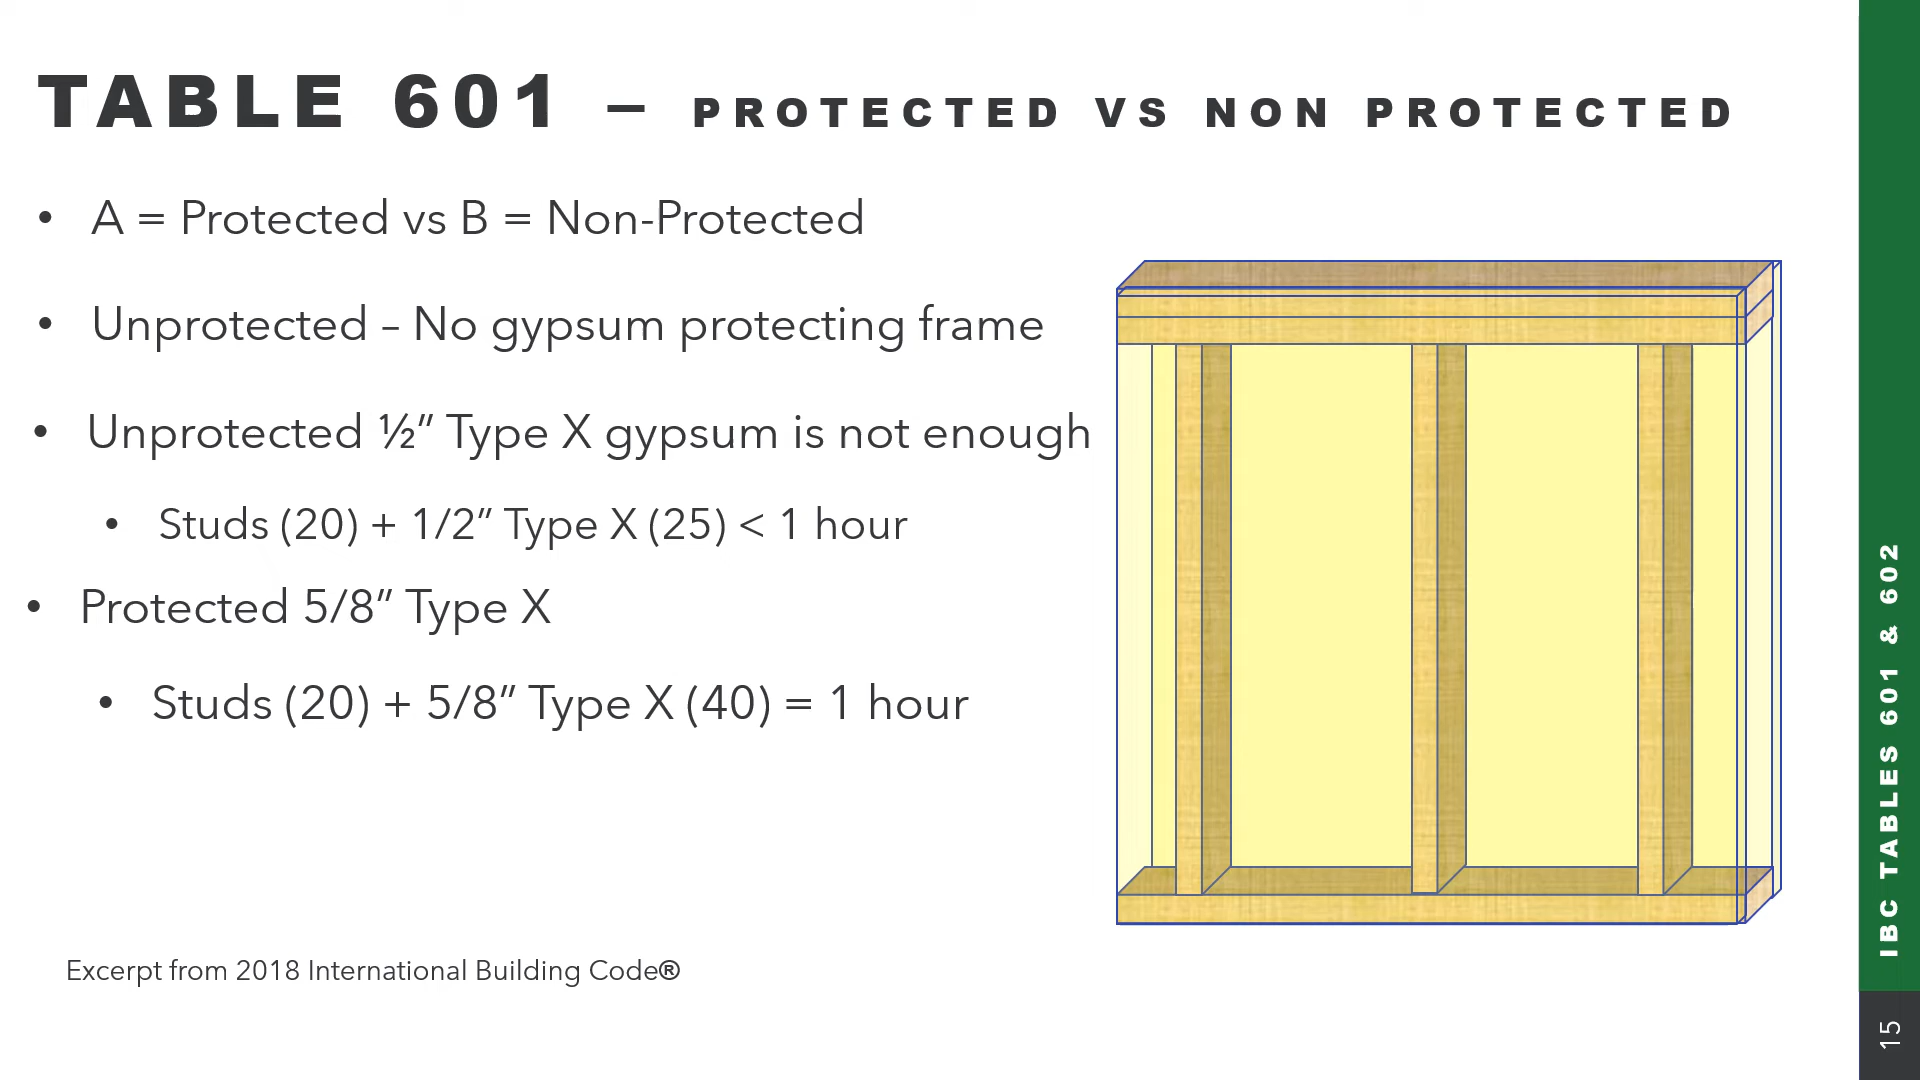 TABLE 601 – PROTECTED VS NON PROTECTED
• A = Protected vs B = Non-Protected
• Unprotected – No gypsum protecting frame
• Unprotected ½” Type X gypsum is not enough
• Studs (20) + 1/2” Type X (25) < 1 hour
• Protected 5/8” Type X
• Studs (20) + 5/8” Type X (40) = 1 hour
Excerpt from 2018 International Building Code®
IBC TABLES 601 & 602
15